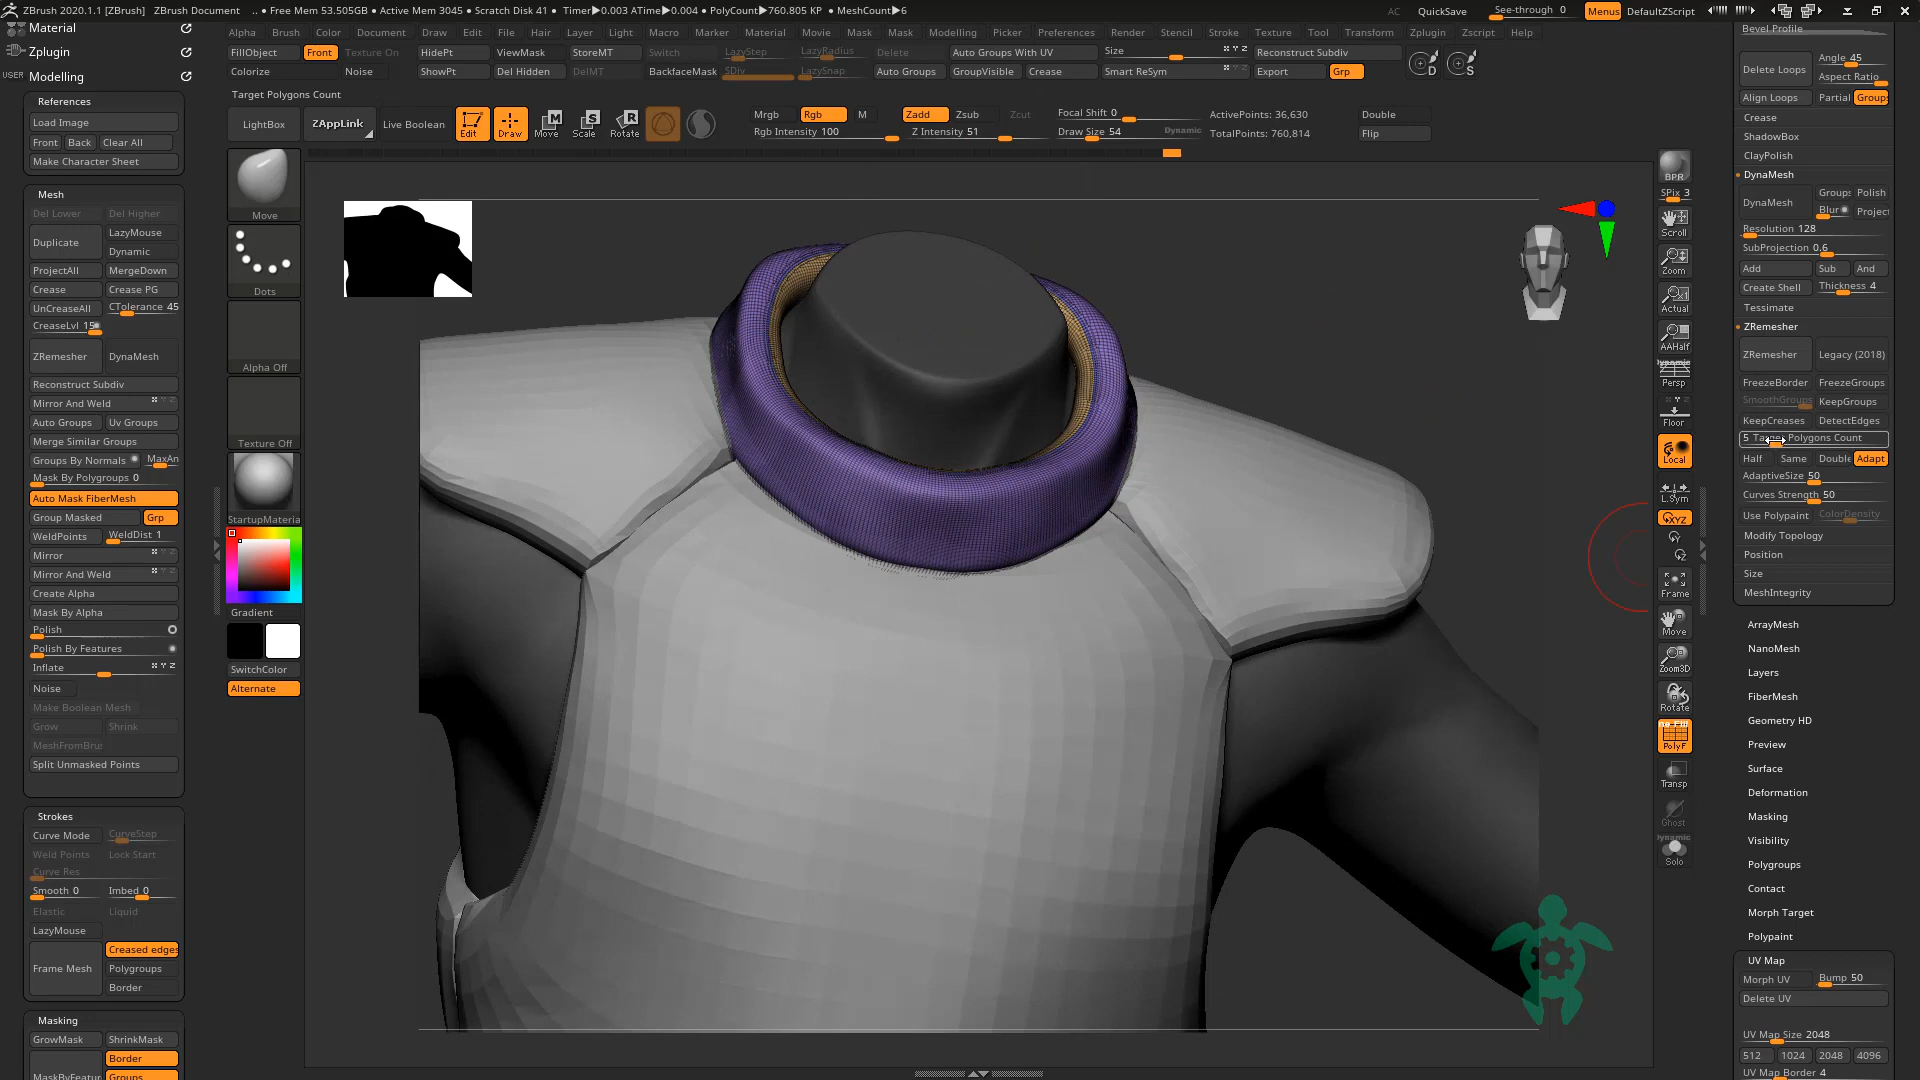 ZBrush 2020.1.1 [ZBrush] ZBrush Document .. • Free Mem 53.505GB • Active Mem 3045 • Scratch Disk 41 • Timer▶0.003 ATime▶0.004 • PolyCount▶760.805 KP • MeshCount▶6
AC QuickSave See-through 0 Menus DefaultZScript
Alpha Brush Color Document Draw Edit File Hair Layer Light Macro Marker Material Movie Mask Mask Modelling Picker Preferences Render Stencil Stroke Texture Tool Transform Zplugin Zscript Help
Material
Zplugin
USER Modelling
References
Load Image
Front Back Clear All
Make Character Sheet
Mesh
Del Lower Del Higher
Duplicate LazyMouse
Dynamic
ProjectAll MergeDown
Crease Crease PG
UnCreaseAll CTolerance 45
CreaseLvl 15
ZRemesher DynaMesh
Reconstruct Subdiv
Mirror And Weld
Auto Groups Uv Groups
Merge Similar Groups
Groups By Normals MaxAn
Mask By Polygroups 0
Auto Mask FiberMesh
Group Masked Grp
WeldPoints WeldDist 1
Mirror
Mirror And Weld
Create Alpha
Mask By Alpha
Polish
Polish By Features
Inflate
Noise
Make Boolean Mesh
Grow Shrink
MeshFromBru
Split Unmasked Points
Strokes
Curve Mode CurveStep
Weld Points Lock Start
Curve Res
Smooth 0 Imbed 0
Elastic Liquid
LazyMouse
Creased edges
Frame Mesh Polygroups
Border
Masking
GrowMask ShrinkMask
Border
MaskByFeatur Groups
FillObject Front Texture On HidePt ViewMask StoreMT Switch LazyStep LazyRadius Delete Auto Groups With UV Size Reconstruct Subdiv
Colorize Noise ShowPt Del Hidden DelMT BackfaceMask SDiv LazySnap Auto Groups GroupVisible Crease Smart ReSym Export Grp
D S
Target Polygons Count
LightBox ZAppLink Live Boolean Edit Draw Move Scale Rotate
Mrgb Rgb M Zadd Zsub Zcut Focal Shift 0 ActivePoints: 36,630 Double
Rgb Intensity 100 Z Intensity 51 Draw Size 54 Dynamic TotalPoints: 760,814 Flip
Move
Dots
Alpha Off
Texture Off
StartupMateria
Gradient
SwitchColor
Alternate
BPR
SPix 3
Scroll
Zoom
Actual
AAHalf
Dynamic
Persp
Floor
Local
L.Sym
XYZ
Y
Z
Frame
Move
Zoom3D
Rotate
PolyF
Transp
Ghost
Dynamic
Solo
Bevel Profile
Delete Loops Angle 45
Aspect Ratio
Align Loops Partial Groups
Crease
ShadowBox
ClayPolish
DynaMesh
DynaMesh Groups Polish
Blur Project
Resolution 128
SubProjection 0.6
Add Sub And
Create Shell Thickness 4
Tessimate
ZRemesher
ZRemesher Legacy (2018)
FreezeBorder FreezeGroups
SmoothGroups KeepGroups
KeepCreases DetectEdges
5 Target Polygons Count
Half Same Double Adapt
AdaptiveSize 50
Curves Strength 50
Use Polypaint ColorDensity
Modify Topology
Position
Size
MeshIntegrity
ArrayMesh
NanoMesh
Layers
FiberMesh
Geometry HD
Preview
Surface
Deformation
Masking
Visibility
Polygroups
Contact
Morph Target
Polypaint
UV Map
Morph UV Bump 50
Delete UV
UV Map Size 2048
512 1024 2048 4096
UV Map Border 4